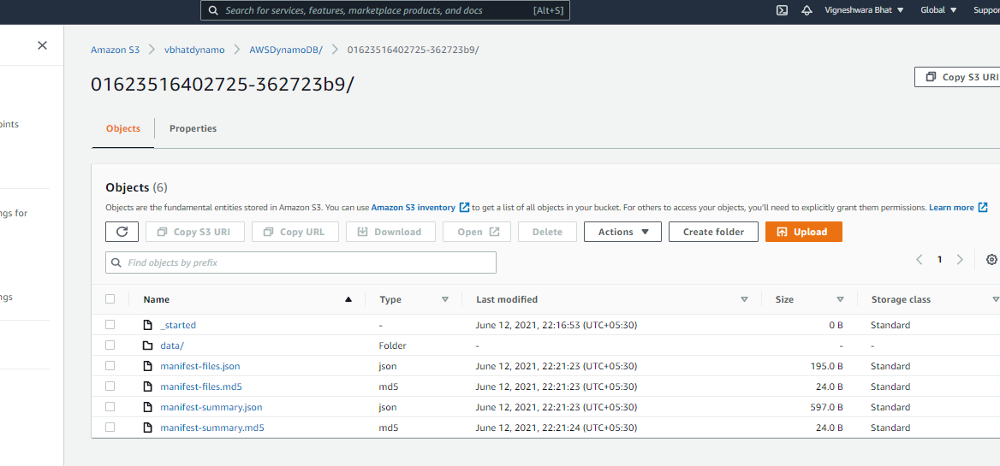 Search for services, features, marketplace products, and docs [Alt+S] Vigneshwara Bhat Global Suppor
Amazon S3 vbhatdynamo AWSDynamoDB/ 01623516402725-362723b9/
01623516402725-362723b9/
Copy S3 URI
oints
Objects Properties
Objects (6)
ngs for
Objects are the fundamental entities stored in Amazon S3. You can use Amazon S3 inventory to get a list of all objects in your bucket. For others to access your objects, you'll need to explicitly grant them permissions. Learn more
Copy S3 URI Copy URL Download Open Delete Actions Create folder Upload
Find objects by prefix 1
ngs
Name Type Last modified Size Storage class
_started - June 12, 2021, 22:16:53 (UTC+05:30) 0 B Standard
data/ Folder - - -
manifest-files.json json June 12, 2021, 22:21:23 (UTC+05:30) 195.0 B Standard
manifest-files.md5 md5 June 12, 2021, 22:21:23 (UTC+05:30) 24.0 B Standard
manifest-summary.json json June 12, 2021, 22:21:23 (UTC+05:30) 597.0 B Standard
manifest-summary.md5 md5 June 12, 2021, 22:21:24 (UTC+05:30) 24.0 B Standard